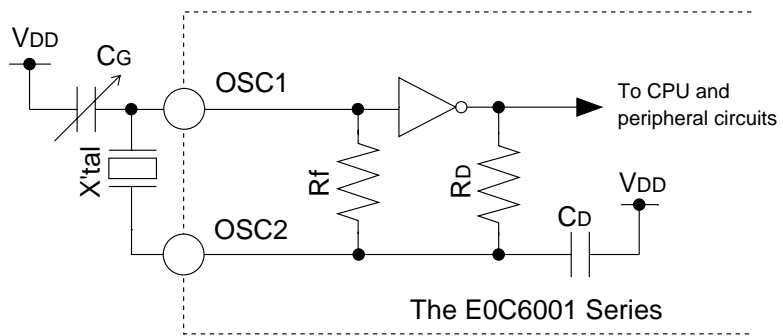 VDD
CG
OSC1
To CPU and
peripheral circuits
X'tal
Rf
RD
VDD
CD
OSC2
The E0C6001 Series